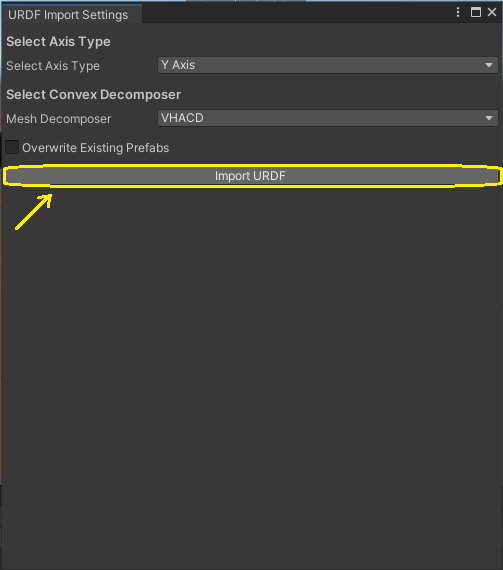 URDF Import Settings
Select Axis Type
Select Axis Type Y Axis
Select Convex Decomposer
Mesh Decomposer VHACD
Overwrite Existing Prefabs
Import URDF